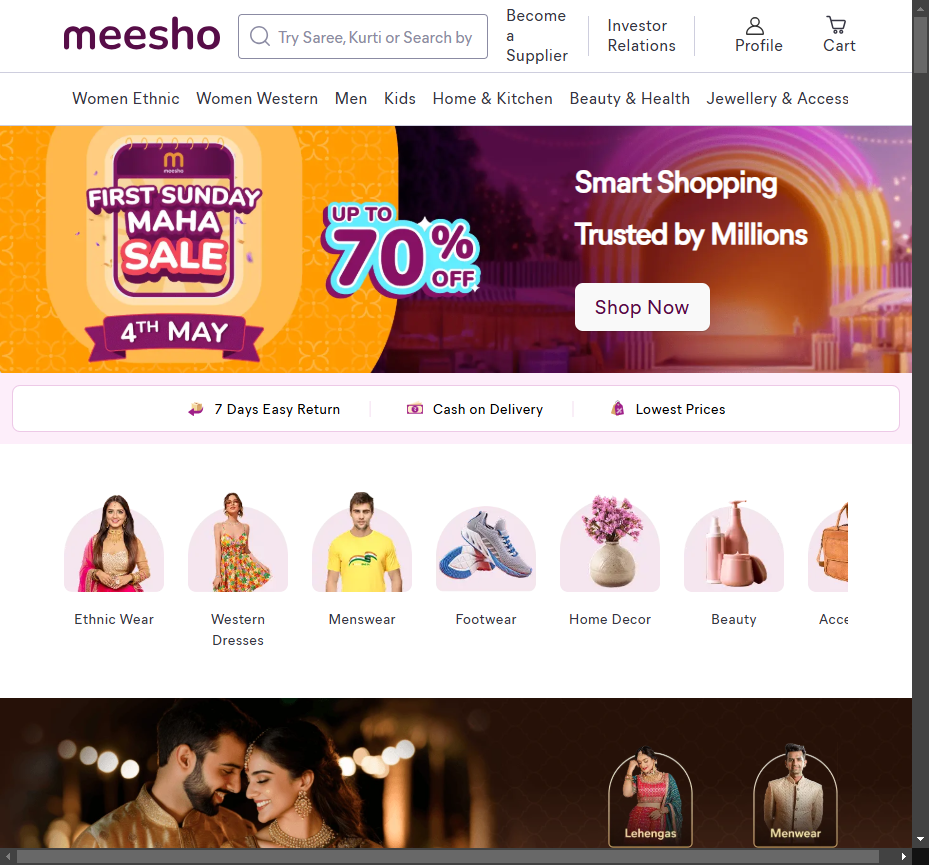 meesho
Try Saree, Kurti or Search by
Become
a
Supplier
Investor
Relations
Profile
Cart
Women Ethnic
Women Western
Men
Kids
Home & Kitchen
Beauty & Health
Jewellery & Access
m
meesho
FIRST SUNDAY
MAHA
SALE
4TH MAY
UP TO
70%
OFF
Smart Shopping
Trusted by Millions
Shop Now
7 Days Easy Return
Cash on Delivery
Lowest Prices
Ethnic Wear
Western
Dresses
Menswear
Footwear
Home Decor
Beauty
Acce
Lehengas
Menwear